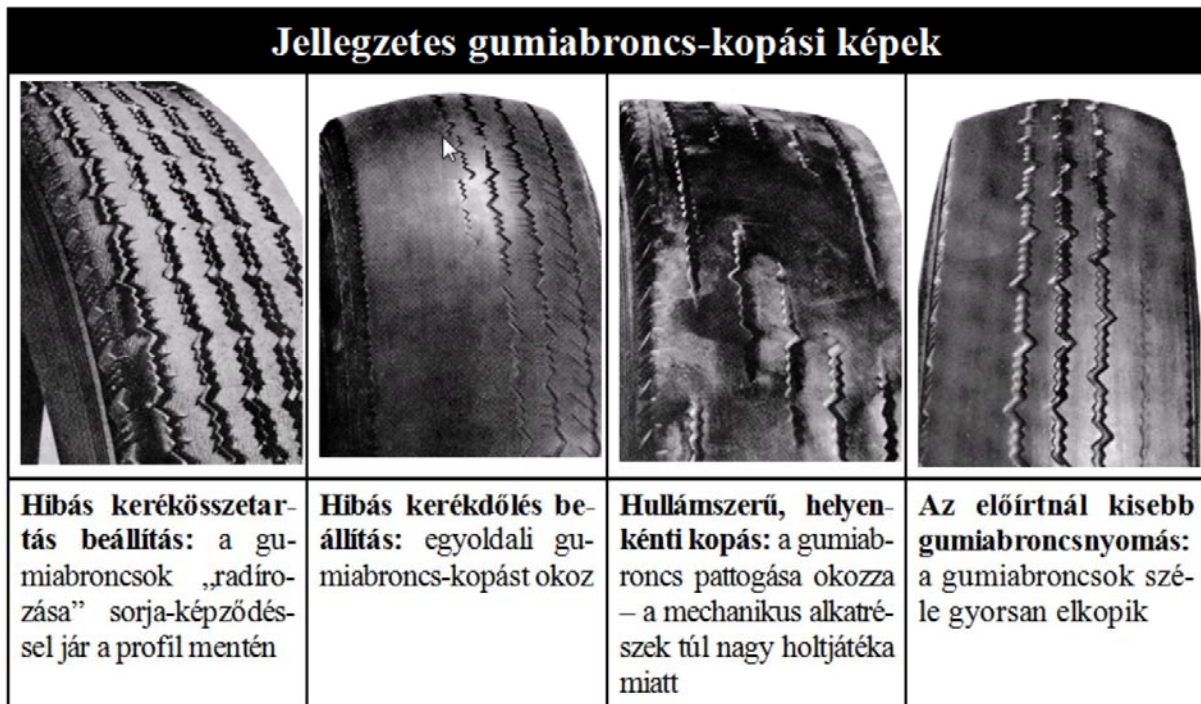 Jellegzetes gumiabroncs-kopási képek
Hibás kerékösszetar-
tás beállítás: a gu-
miabroncsok „radíro-
zása” sorja-képződés-
sel jár a profil mentén
Hibás kerékdőlés be-
állítás: egyoldali gu-
miabroncs-kopást okoz
Hullámszerű, helyen-
kénti kopás: a gumiab-
roncs pattogása okozza
– a mechanikus alkatré-
szek túl nagy holtjátéka
miatt
Az előírtnál kisebb
gumiabroncsnyomás:
a gumiabroncsok szé-
le gyorsan elkopik